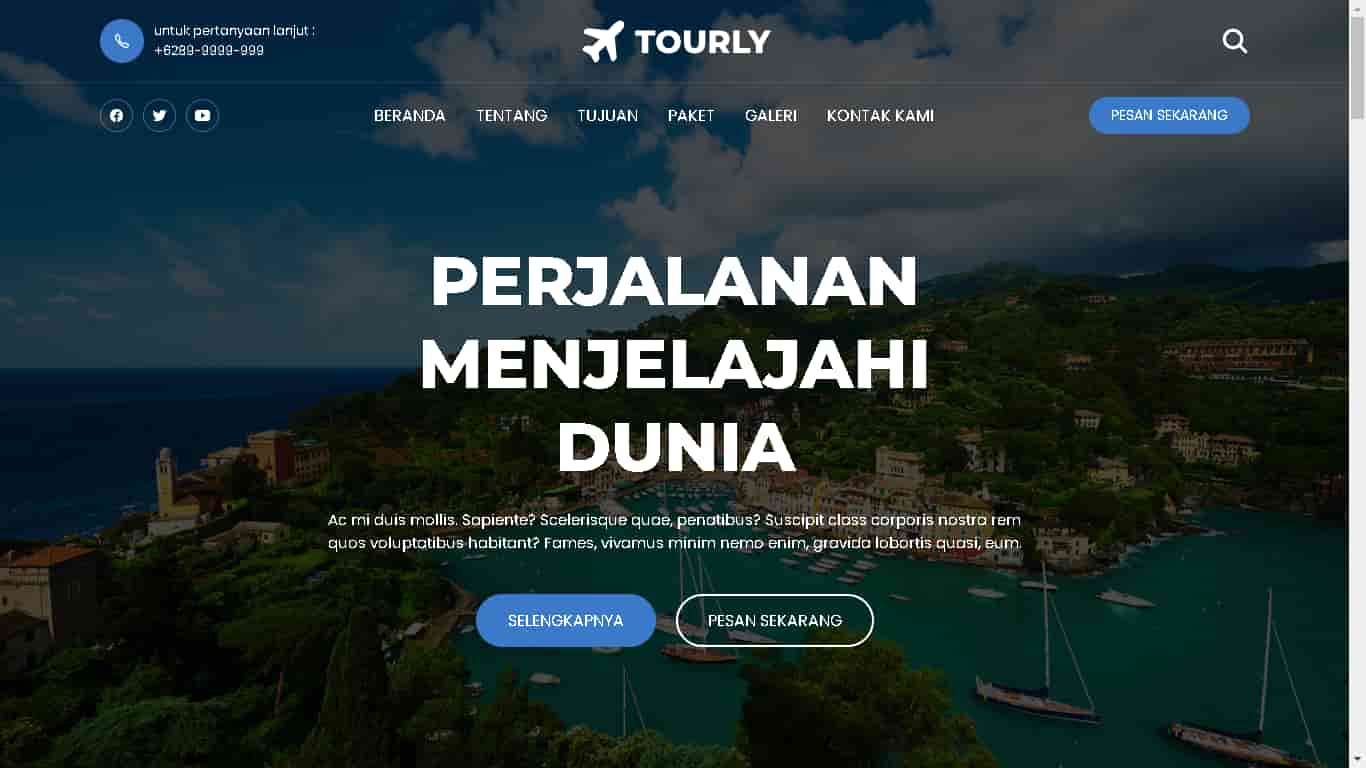 untuk pertanyaan lanjut :
+6289-9999-999
TOURLY
BERANDA TENTANG TUJUAN PAKET GALERI KONTAK KAMI
PESAN SEKARANG
PERJALANAN
MENJELAJAHI
DUNIA
Ac mi duis mollis. Sapiente? Scelerisque quae, penatibus? Suscipit class corporis nostra rem
quos voluptatibus habitant? Fames, vivamus minim nemo enim, gravida lobortis quasi, eum.
SELENGKAPNYA
PESAN SEKARANG